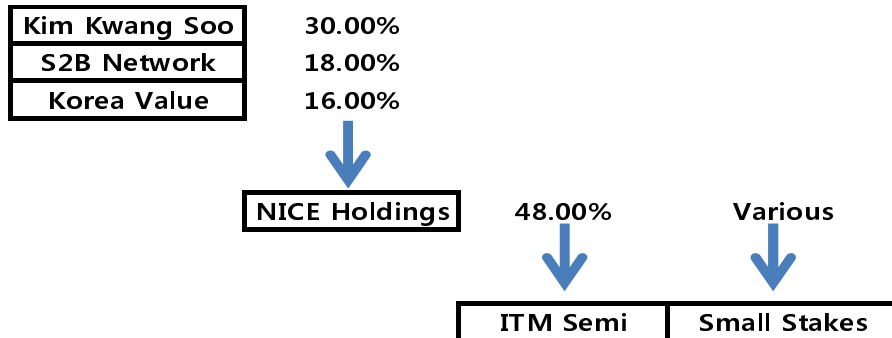 Kim Kwang Soo 30.00%
S2B Network 18.00%
Korea Value 16.00%
NICE Holdings 48.00% Various
ITM Semi Small Stakes